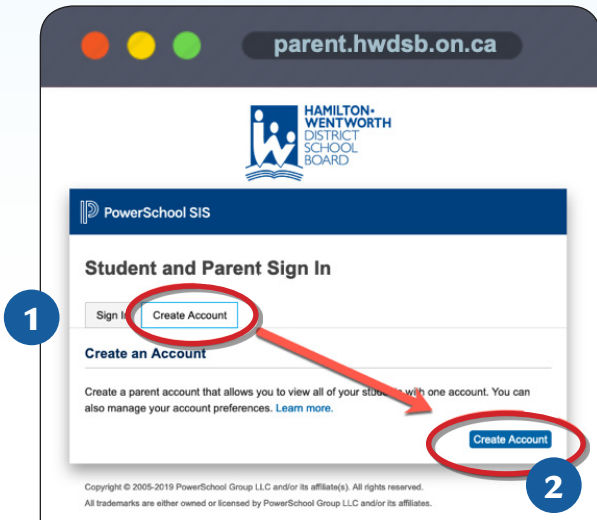 parent.hwdsb.on.ca
HAMILTON-
WENTWORTH
DISTRICT
SCHOOL
BOARD
PowerSchool SIS
Student and Parent Sign In
1
Sign In Create Account
Create an Account
Create a parent account that allows you to view all of your students with one account. You can
also manage your account preferences. Learn more.
Create Account
2
Copyright © 2005-2019 PowerSchool Group LLC and/or its affiliate(s). All rights reserved.
All trademarks are either owned or licensed by PowerSchool Group LLC and/or its affiliates.